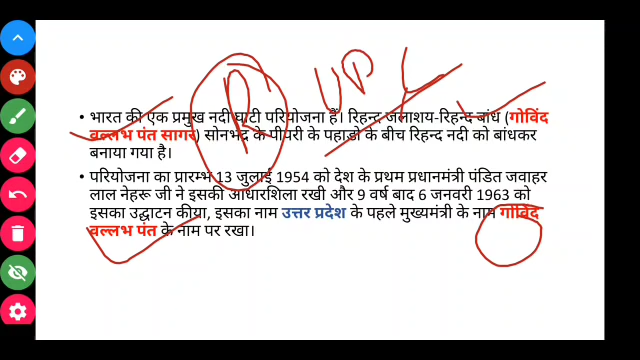 R UP
भारत की एक प्रमुख नदी घाटी परियोजना हैं। रिहन्द जलाशय-रिहन्द बांध (गोविंद
वल्लभ पंत सागर) सोनभद्र के पीपरी के पहाडों के बीच रिहन्द नदी को बांधकर
बनाया गया है।
परियोजना का प्रारम्भ 13 जुलाई 1954 को देश के प्रथम प्रधानमंत्री पंडित जवाहर
लाल नेहरू जी ने इसकी आधारशिला रखी और 9 वर्ष बाद 6 जनवरी 1963 को
इसका उद्घाटन कीया, इसका नाम उत्तर प्रदेश के पहले मुख्यमंत्री के नाम गोविंद
वल्लभ पंत के नाम पर रखा।